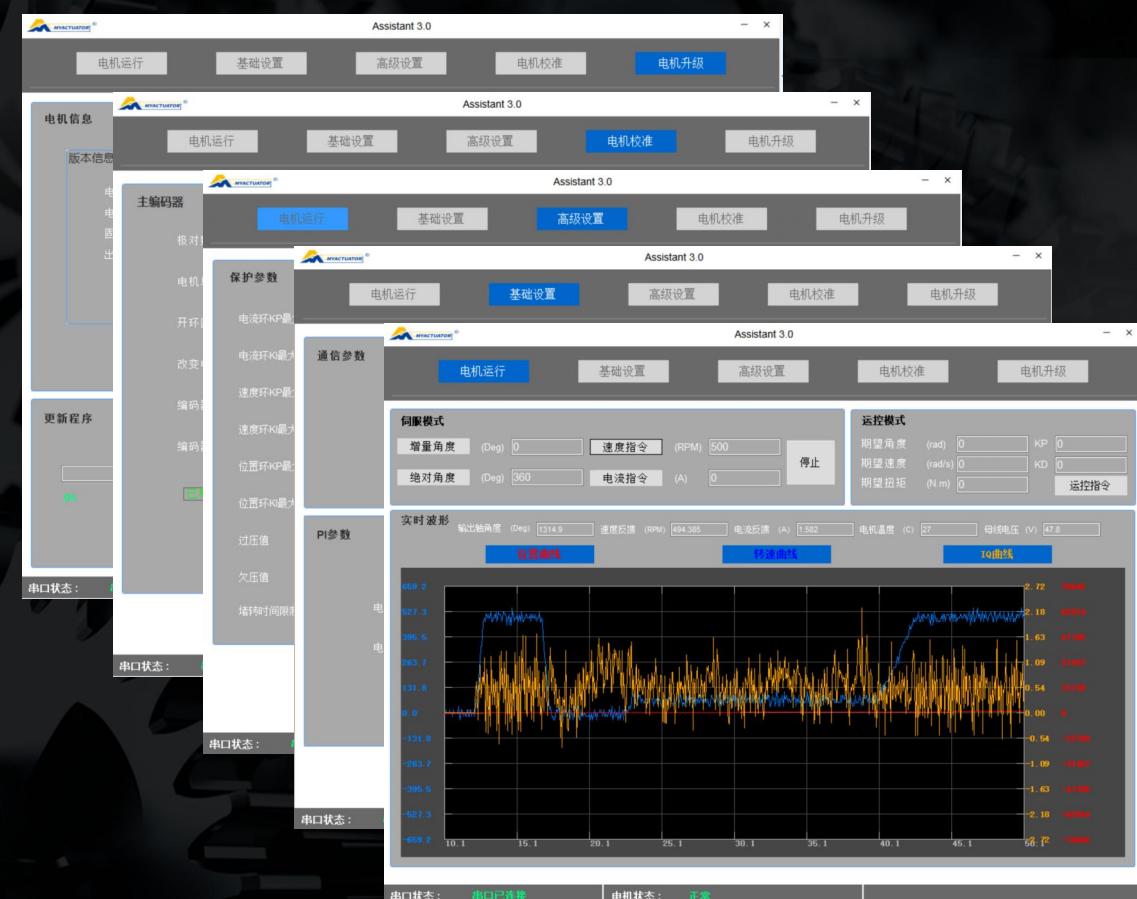 MYACTUATOR ®
Assistant 3.0
电机运行 基础设置 高级设置 电机校准 电机升级
电机信息
版本信息
更新程序
0%
串口状态：
MYACTUATOR ®
Assistant 3.0
电机运行 基础设置 高级设置 电机校准 电机升级
主编码器
极对
电机
开环
改变
编码
编码
串口状态：
MYACTUATOR ®
Assistant 3.0
电机运行 基础设置 高级设置 电机校准 电机升级
保护参数
电流环KP最
电流环KI最大
速度环KP最
速度环KI最大
位置环KP最
位置环KI最大
过压值
欠压值
堵转时间限
串口状态：
MYACTUATOR ®
Assistant 3.0
电机运行 基础设置 高级设置 电机校准 电机升级
通信参数
PI参数
电
电
串口状态：
MYACTUATOR ®
Assistant 3.0
电机运行 基础设置 高级设置 电机校准 电机升级
伺服模式
增量角度 (Deg) 0 速度指令 (RPM) 500
绝对角度 (Deg) 360 电流指令 (A) 0
停止
运控模式
期望角度 (rad) 0 KP 0
期望速度 (rad/s) 0 KD 0
期望扭矩 (N.m) 0 运控指令
实时波形
输出轴角度 (Deg) 1314.9 速度反馈 (RPM) 494.385 电流反馈 (A) 1.582 电机温度 (C) 27 母线电压 (V) 47.8
位置曲线 转速曲线 IQ曲线
659.2 2.72
527.3 2.18
395.5 1.63
263.7 1.09
131.8 0.54
0.0 0.00 0
-131.8 -0.54
-263.7 -1.09
-395.5 -1.63
-527.3 -2.18
-659.2 -2.72
10.1 15.1 20.1 25.1 30.1 35.1 40.1 45.1 50.1
串口状态： 串口已连接 电机状态： 正常